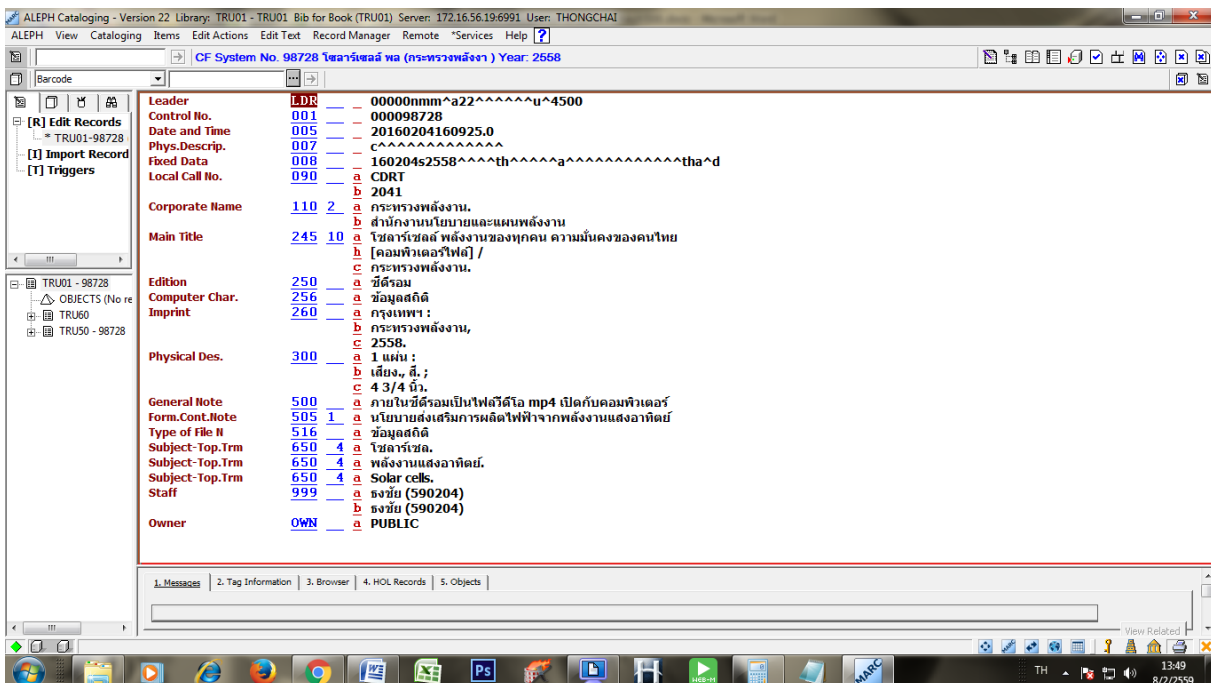 ALEPH Cataloging - Version 22 Library: TRU01 - TRU01 Bib for Book (TRU01) Server: 172.16.56.19:6991 User: THONGCHAI
ALEPH View Cataloging Items Edit Actions Edit Text Record Manager Remote *Services Help ?
CF System No. 98728 โซลาร์เซลล์ พล (กระทรวงพลังงา ) Year: 2558
Barcode
[R] Edit Records
* TRU01-98728
[I] Import Record
[T] Triggers
TRU01 - 98728
OBJECTS (No re
TRU60
TRU50 - 98728
Leader LDR 00000nmm^a22^^^^^^u^4500
Control No. 001 000098728
Date and Time 005 20160204160925.0
Phys.Descrip. 007 c^^^^^^^^^^^^^
Fixed Data 008 160204s2558^^^^th^^^^^a^^^^^^^^^^^^tha^d
Local Call No. 090 a CDRT
b 2041
Corporate Name 110 2 a กระทรวงพลังงาน.
b สำนักงานนโยบายและแผนพลังงาน
Main Title 245 10 a โซลาร์เซลล์ พลังงานของทุกคน ความมั่นคงของคนไทย
h [คอมพิวเตอร์ไฟล์] /
c กระทรวงพลังงาน.
Edition 250 a ซีดีรอม
Computer Char. 256 a ข้อมูลสถิติ
Imprint 260 a กรุงเทพฯ :
b กระทรวงพลังงาน,
c 2558.
Physical Des. 300 a 1 แผ่น :
b เสียง., สี. ;
c 4 3/4 นิ้ว.
General Note 500 a ภายในซีดีรอมเป็นไฟล์วีดีโอ mp4 เปิดกับคอมพิวเตอร์
Form.Cont.Note 505 1 a นโยบายส่งเสริมการผลิตไฟฟ้าจากพลังงานแสงอาทิตย์
Type of File N 516 a ข้อมูลสถิติ
Subject-Top.Trm 650 4 a โซลาร์เซล.
Subject-Top.Trm 650 4 a พลังงานแสงอาทิตย์.
Subject-Top.Trm 650 4 a Solar cells.
Staff 999 a ธงชัย (590204)
b ธงชัย (590204)
Owner OWN a PUBLIC
1. Messages 2. Tag Information 3. Browser 4. HOL Records 5. Objects
View Related
Ps WEB-M MARC TH 13:49
8/2/2559